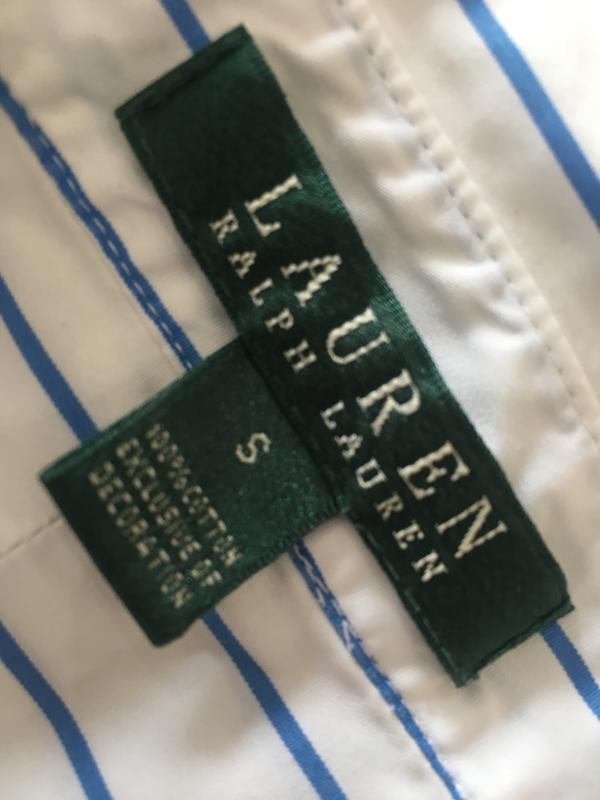 LAUREN
RALPH LAUREN
S
100% COTTON
EXCLUSIVE OF
DECORATION